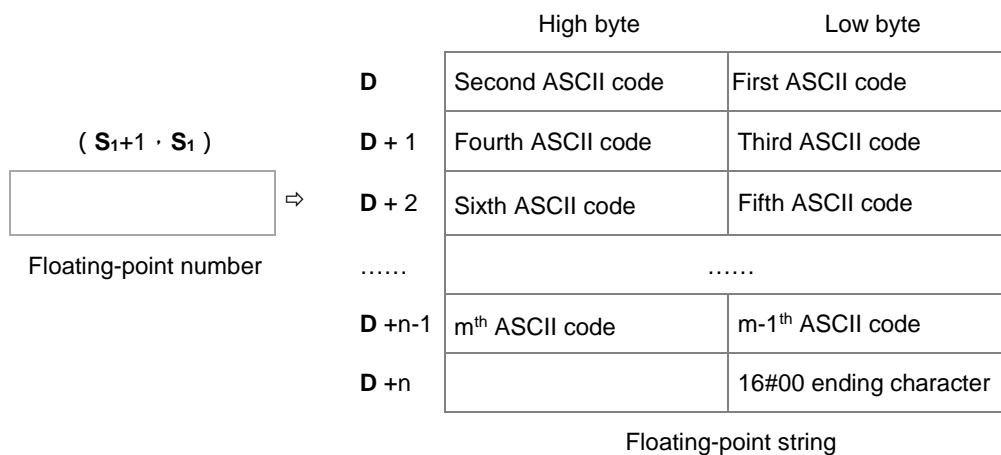 High byte Low byte
D Second ASCII code First ASCII code
( S₁+1，S₁ ) D + 1 Fourth ASCII code Third ASCII code
⇨ D + 2 Sixth ASCII code Fifth ASCII code
Floating-point number …… ……
D +n-1 mᵗʰ ASCII code m-1ᵗʰ ASCII code
D +n 16#00 ending character
Floating-point string